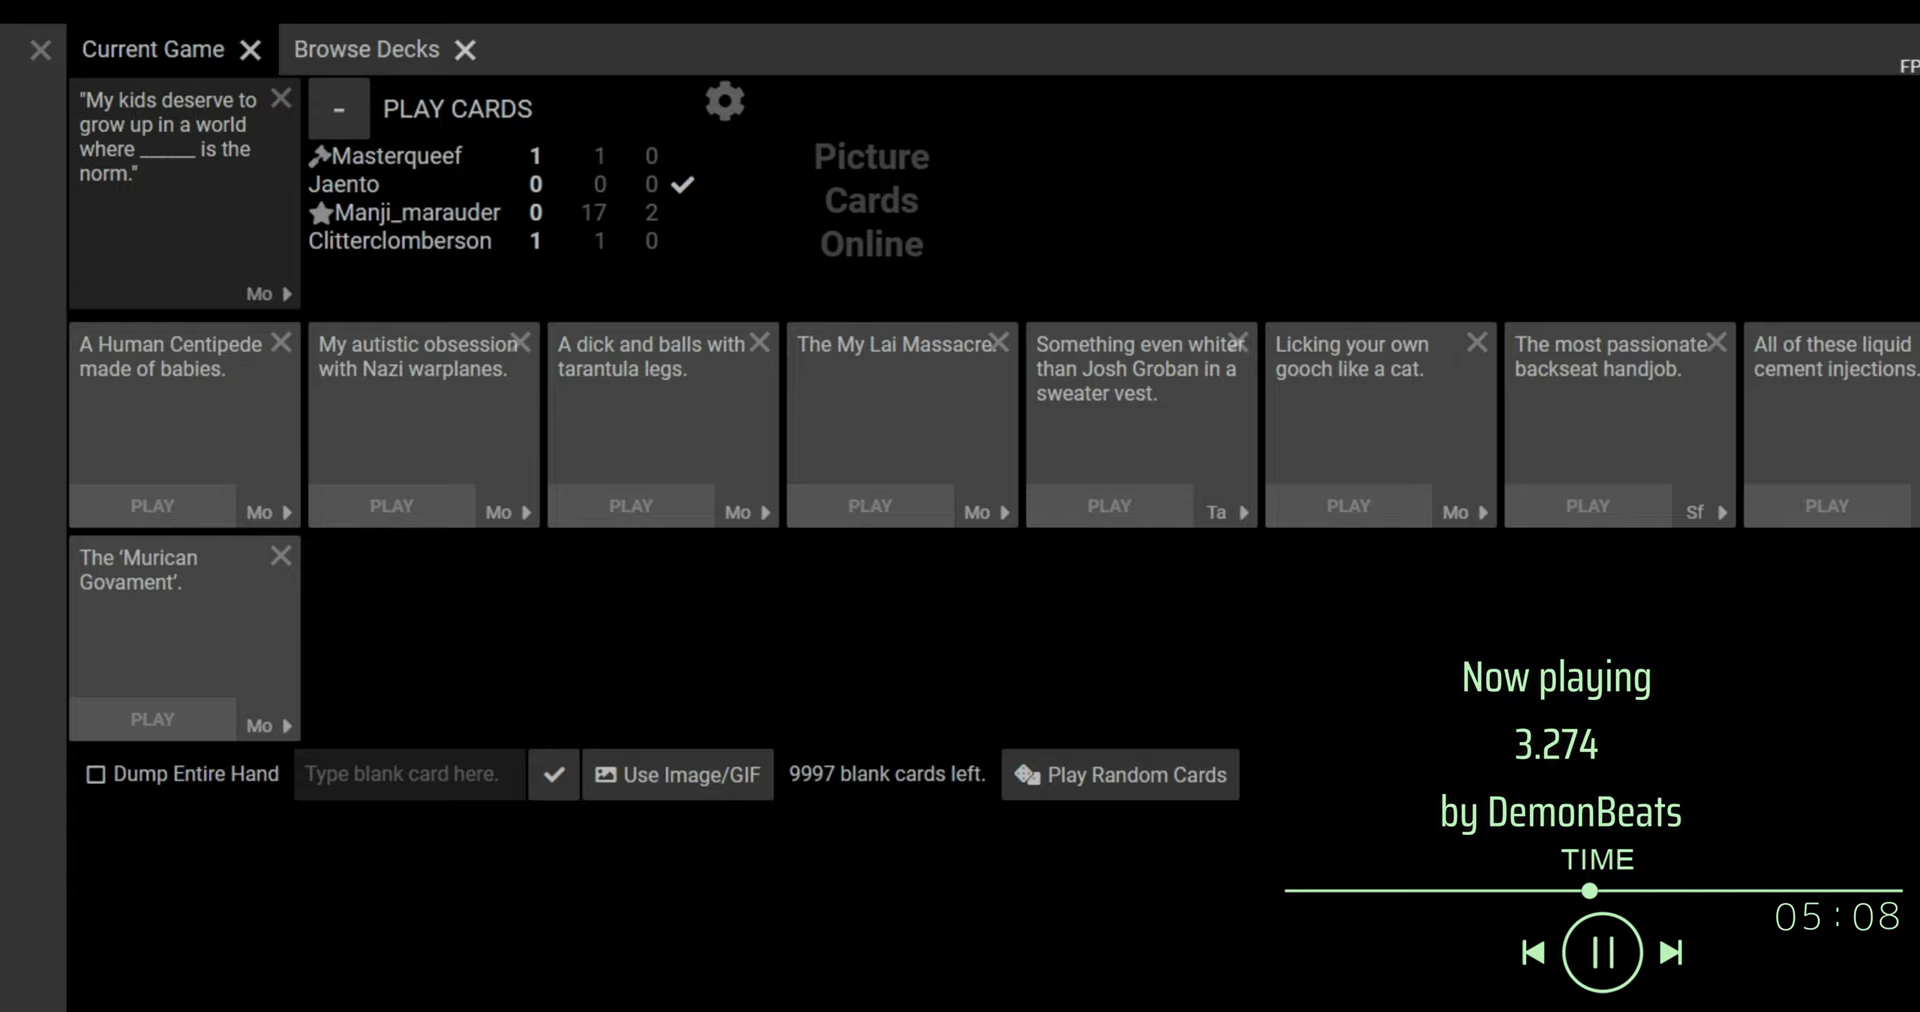 Current Game
Browse Decks
FP
"My kids deserve to
grow up in a world
where ______ is the
norm."
Mo
-
PLAY CARDS
Masterqueef 1 1 0
Jaento 0 0 0
Manji_marauder 0 17 2
Clitterclomberson 1 1 0
Picture
Cards
Online
A Human Centipede
made of babies.
PLAY
Mo
My autistic obsession
with Nazi warplanes.
PLAY
Mo
A dick and balls with
tarantula legs.
PLAY
Mo
The My Lai Massacre.
PLAY
Mo
Something even whiter
than Josh Groban in a
sweater vest.
PLAY
Ta
Licking your own
gooch like a cat.
PLAY
Mo
The most passionate
backseat handjob.
PLAY
Sf
All of these liquid
cement injections.
PLAY
The ‘Murican
Govament’.
PLAY
Mo
Dump Entire Hand
Type blank card here.
Use Image/GIF
9997 blank cards left.
Play Random Cards
Now playing
3.274
by DemonBeats
TIME
05:08